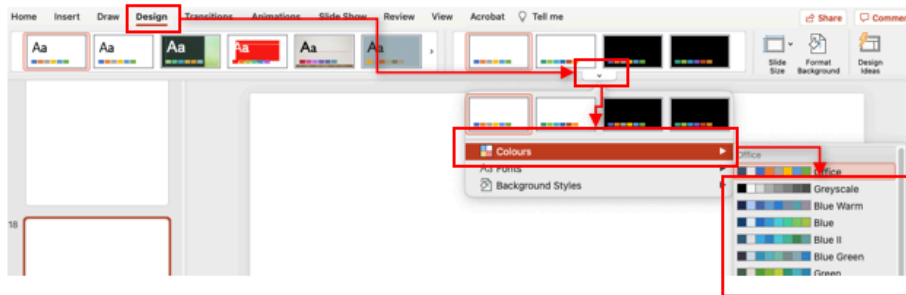 Home Insert Draw Design Transitions Animations Slide Show Review View Acrobat Tell me Share Commen
Aa Aa Aa Aa Aa Aa
Slide Size
Format Background
Design Ideas
Colours
Aa Fonts
Background Styles
Office
Office
Greyscale
Blue Warm
Blue
Blue II
Blue Green
Green
18